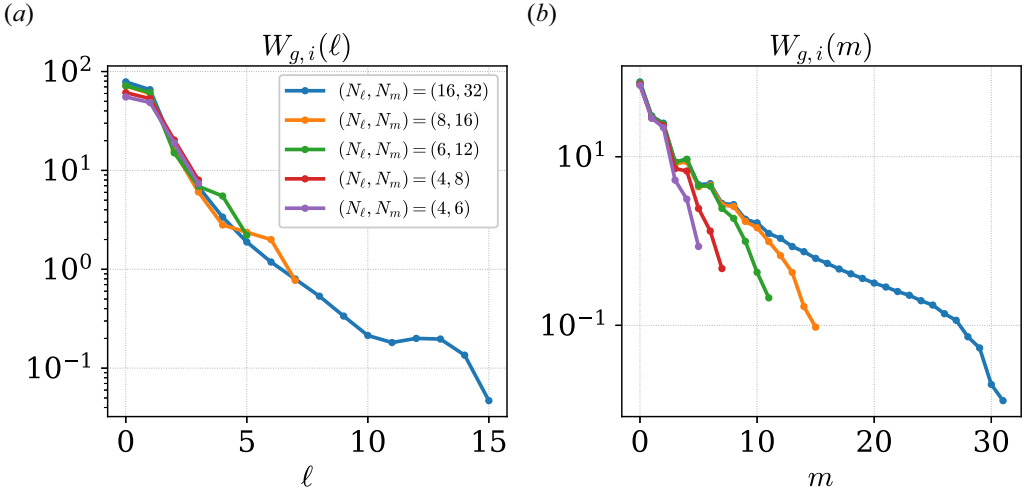 (a)
W_{g,i}(ℓ)
10^2
10^1
10^0
10^{-1}
0 5 10 15
ℓ
(N_ℓ, N_m) = (16, 32)
(N_ℓ, N_m) = (8, 16)
(N_ℓ, N_m) = (6, 12)
(N_ℓ, N_m) = (4, 8)
(N_ℓ, N_m) = (4, 6)
(b)
W_{g,i}(m)
10^1
10^{-1}
0 10 20 30
m